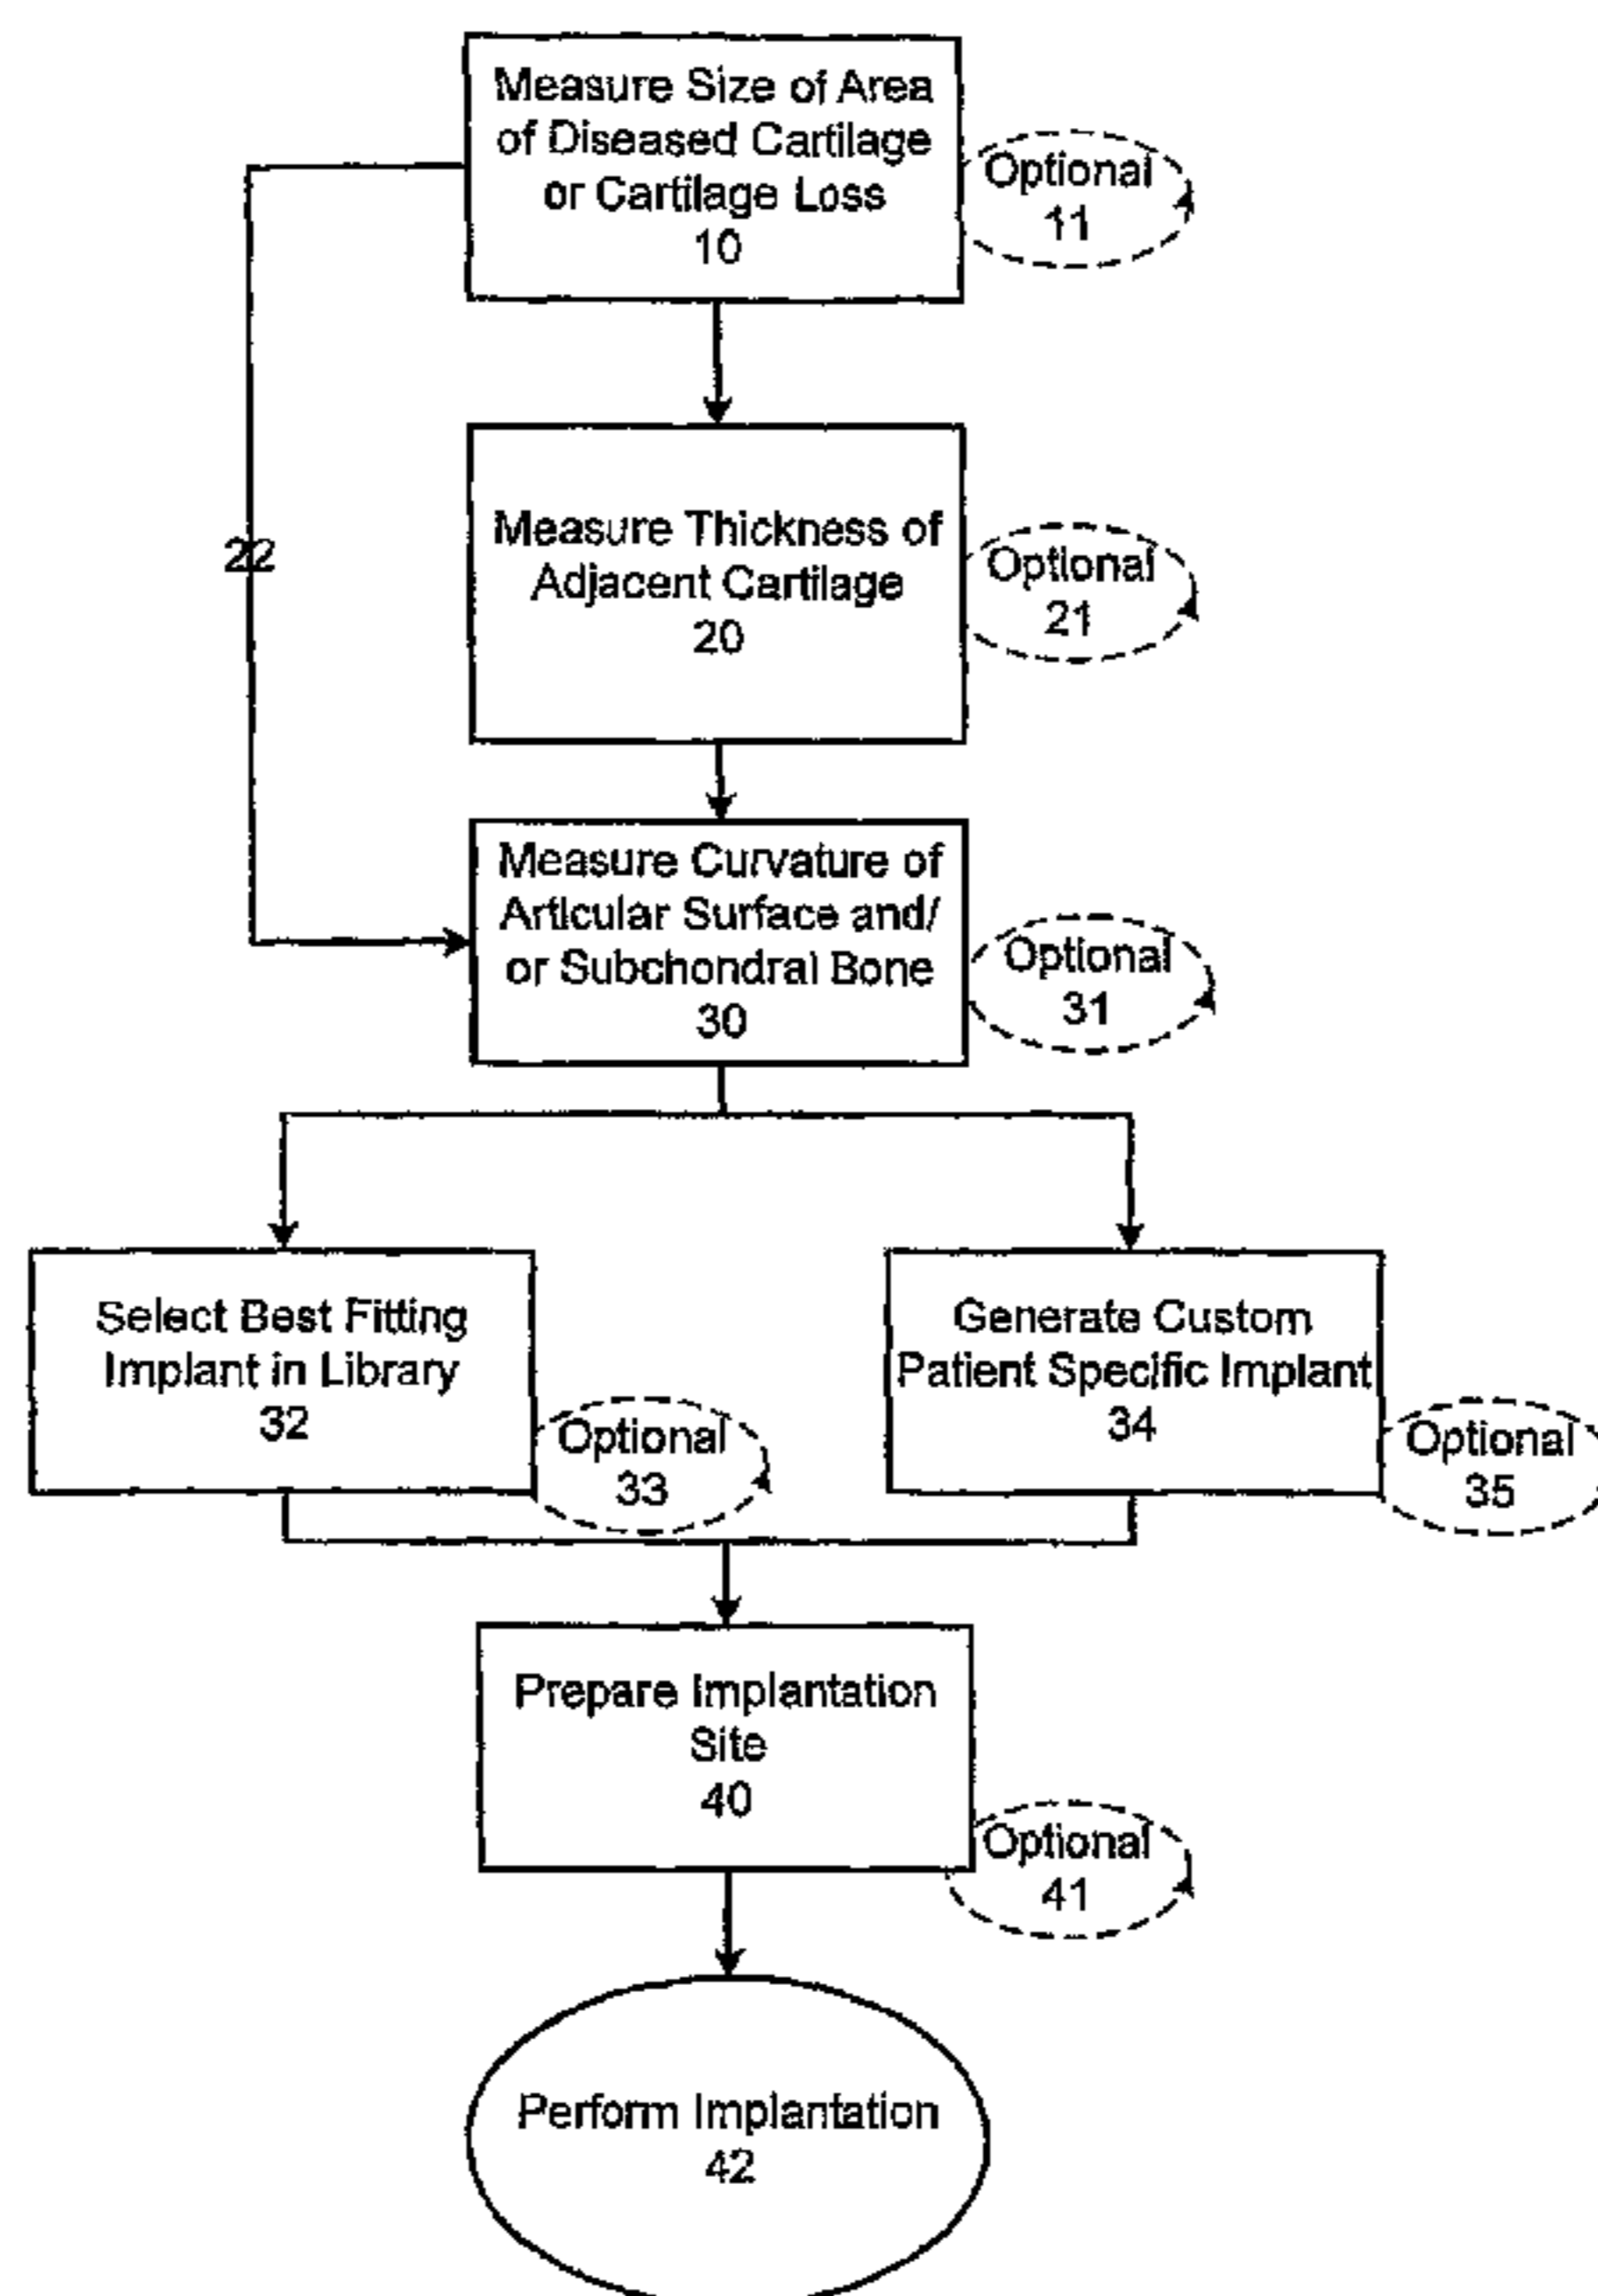 Measure Size of Area
of Diseased Cartilage
or Cartilage Loss
10
Optional
11
22
Measure Thickness of
Adjacent Cartilage
20
Optional
21
Measure Curvature of
Articular Surface and/
or Subchondral Bone
30
Optional
31
Select Best Fitting
Implant in Library
32
Optional
33
Generate Custom
Patient Specific Implant
34
Optional
35
Prepare Implantation
Site
40
Optional
41
Perform Implantation
42